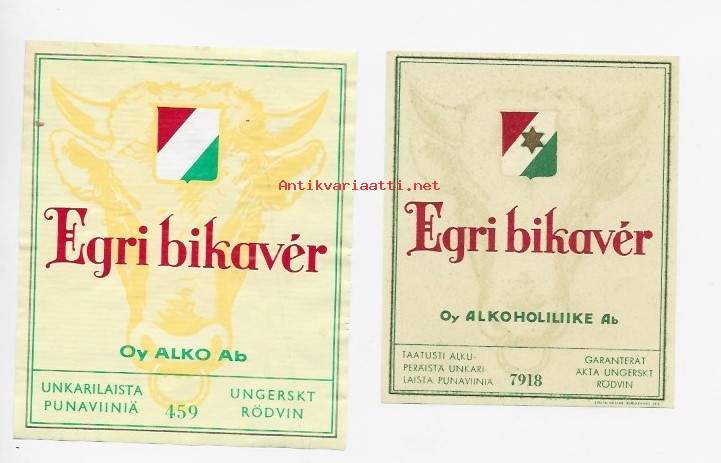 Antikvariaatti.net
Egri bikavér
Oy ALKO Ab
UNKARILAISTA
PUNAVIINIÄ
459
UNGERSKT
RÖDVIN
Egri bikavér
Oy ALKOHOLILIIKE Ab
TAATUSTI ALKU-
PERÄISTÄ UNKARI-
LAISTA PUNAVIINIÄ
7918
GARANTERAT
ÄKTA UNGERSKT
RÖDVIN